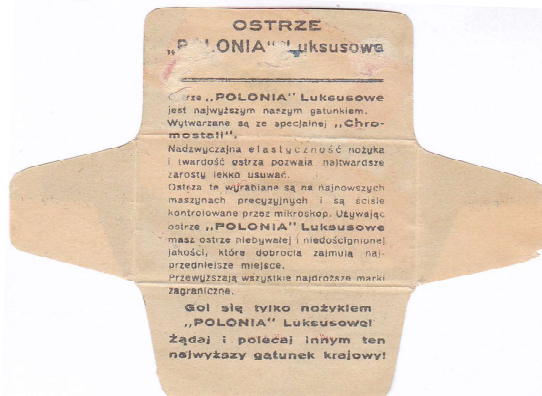 OSTRZE
„POLONIA" Luksusowe
Ostrze „POLONIA" Luksusowe
jest najwyższym naszym gatunkiem.
Wytwarzane są ze specjalnej „Chro-
mostali".
Nadzwyczajna elastyczność nożyka
i twardość ostrza pozwala najtwardsze
zarosty lekko usuwać.
Ostrza te wyrabiane są na najnowszych
maszynach precyzyjnych i są ściśle
kontrolowane przez mikroskop. Używając
ostrze „POLONIA" Luksusowe
masz ostrze niebywałej i niedoścignionej
jakości, które dobrocią zajmują naj-
przedniejsze miejsce.
Przewyższają wszystkie najdroższe marki
zagraniczne.
Gol się tylko nożykiem
„POLONIA" Luksusowe!
Żądaj i polecaj innym ten
najwyższy gatunek krajowy!